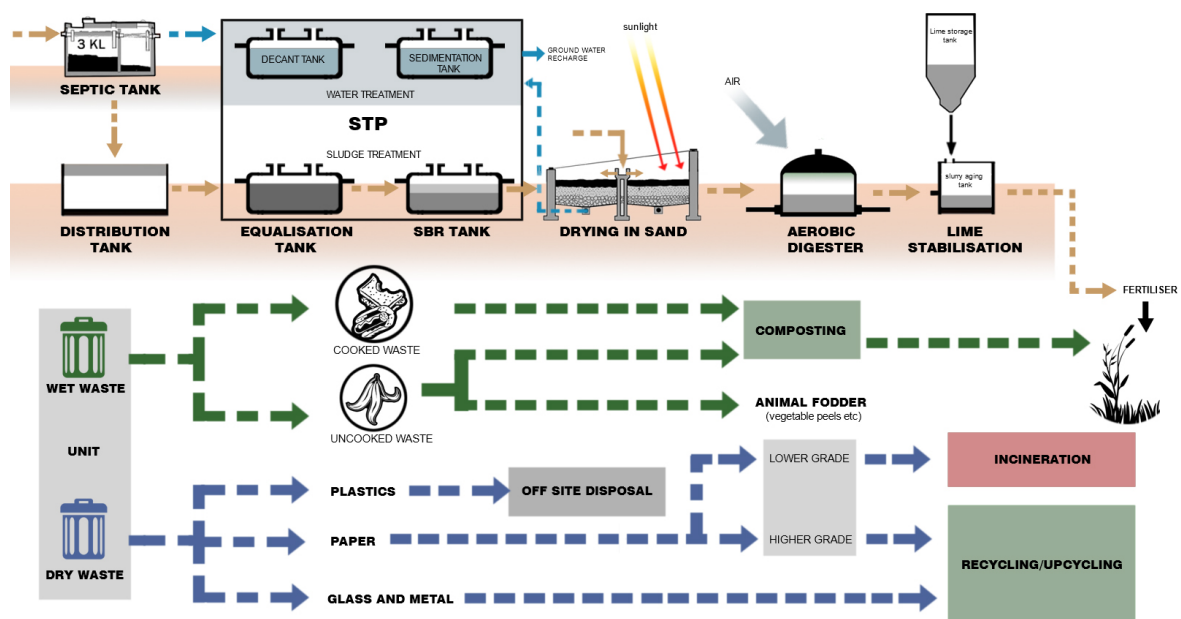 3 KL
SEPTIC TANK
DECANT TANK
SEDIMENTATION
TANK
WATER TREATMENT
GROUND WATER
RECHARGE
sunlight
AIR
Lime storage
tank
STP
SLUDGE TREATMENT
slurry aging
tank
DISTRIBUTION
TANK
EQUALISATION
TANK
SBR TANK
DRYING IN SAND
AEROBIC
DIGESTER
LIME
STABILISATION
FERTILISER
WET WASTE
UNIT
DRY WASTE
COOKED WASTE
UNCOOKED WASTE
COMPOSTING
ANIMAL FODDER
(vegetable peels etc)
PLASTICS
OFF SITE DISPOSAL
PAPER
LOWER GRADE
HIGHER GRADE
INCINERATION
RECYCLING/UPCYCLING
GLASS AND METAL